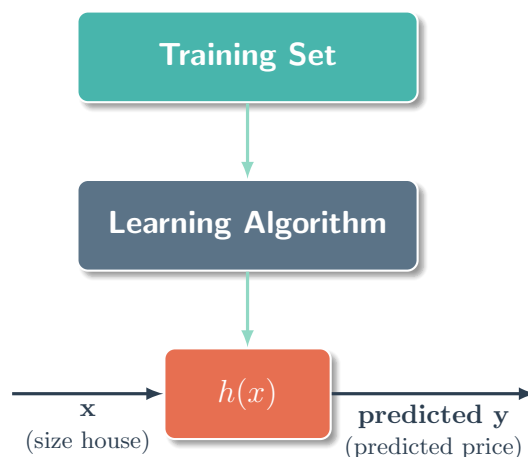 Training Set
Learning Algorithm
h(x)
x
(size house)
predicted y
(predicted price)